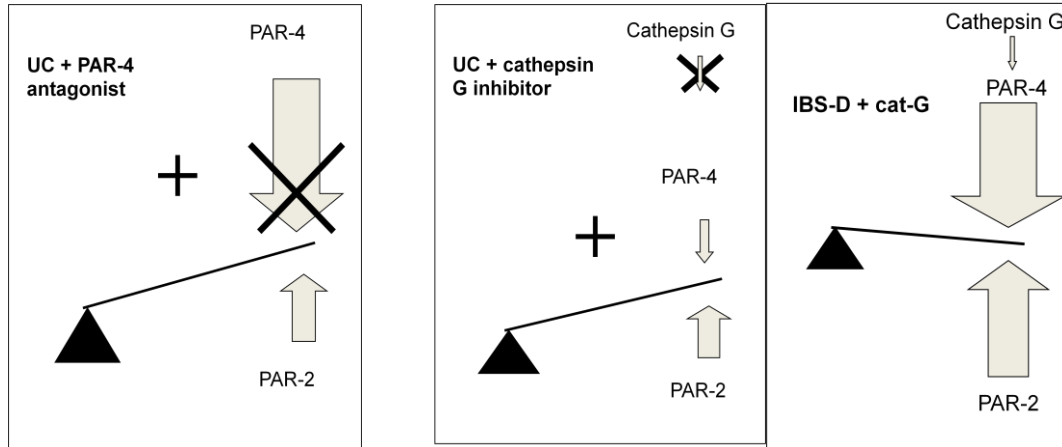 PAR-4
UC + PAR-4
antagonist
+
PAR-2
Cathepsin G
UC + cathepsin
G inhibitor
PAR-4
+
PAR-2
Cathepsin G
PAR-4
IBS-D + cat-G
PAR-2